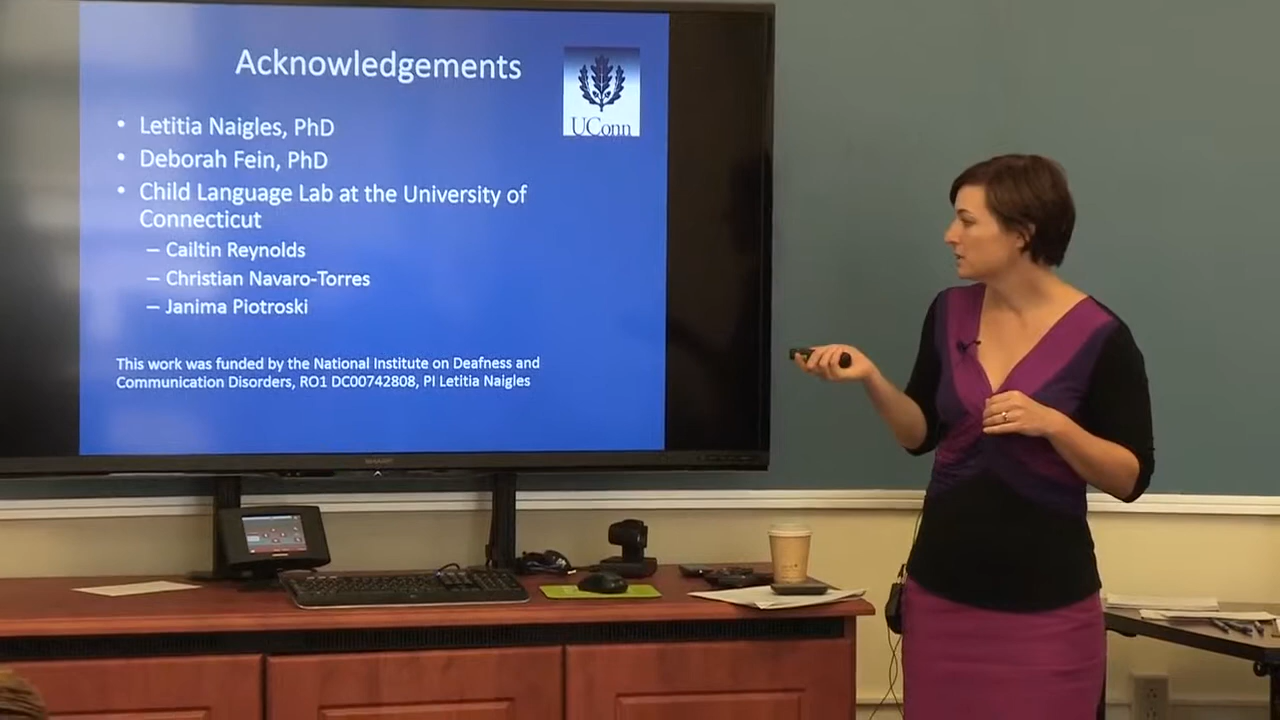 Acknowledgements
UConn
• Letitia Naigles, PhD
• Deborah Fein, PhD
• Child Language Lab at the University of
Connecticut
– Cailtin Reynolds
– Christian Navaro-Torres
– Janima Piotroski
This work was funded by the National Institute on Deafness and
Communication Disorders, RO1 DC00742808, PI Letitia Naigles
SHARP